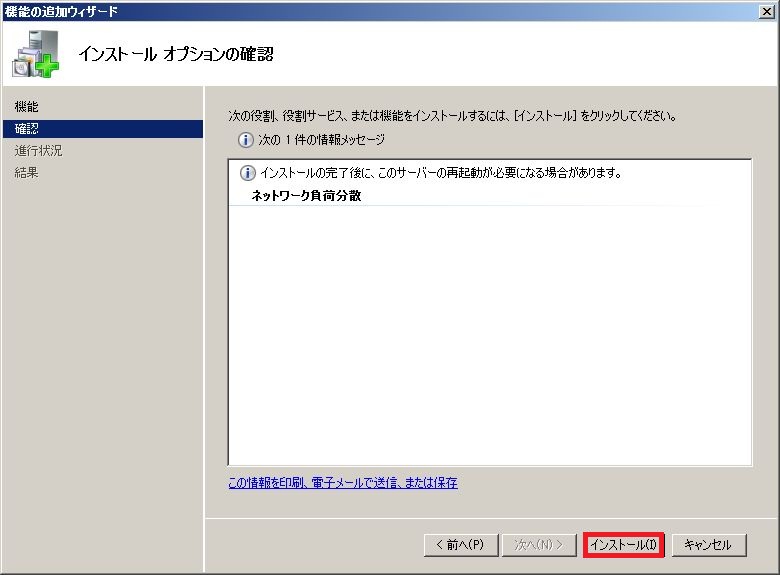 機能の追加ウィザード
インストール オプションの確認
機能
確認
進行状況
結果
次の役割、役割サービス、または機能をインストールするには、[インストール] をクリックしてください。
次の 1 件の情報メッセージ
インストールの完了後に、このサーバーの再起動が必要になる場合があります。
ネットワーク負荷分散
この情報を印刷、電子メールで送信、または保存
< 前へ(P)
次へ(N) >
インストール(I)
キャンセル